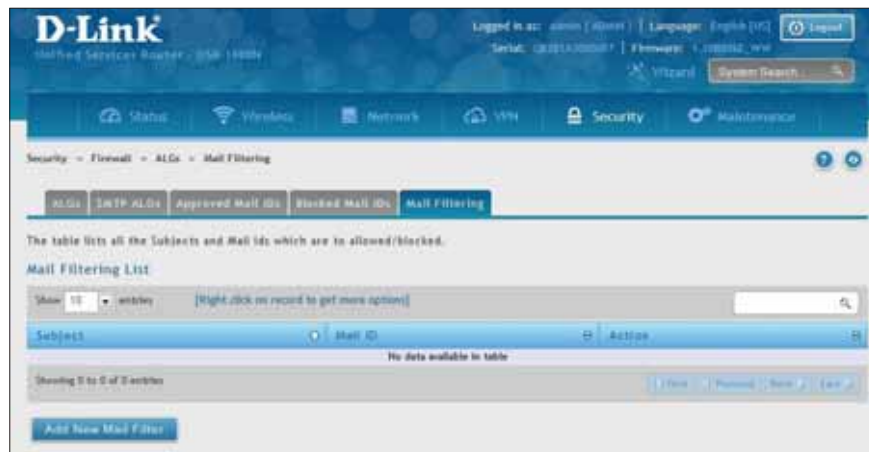 D-Link
Unified Services Router - DSR-1000N
Logged in as: admin ( ADMIN ) | Language: English [US]
Logout
Serial: | Firmware:
Wizard
System Search...
Status
Wireless
Network
VPN
Security
Maintenance
Security » Firewall » ALGs » Mail Filtering
ALGs
SMTP ALGs
Approved Mail IDs
Blocked Mail IDs
Mail Filtering
The table lists all the Subjects and Mail Ids which are to allowed/blocked.
Mail Filtering List
Show 10 entries
[Right click on record to get more options]
Subject
Mail ID
Action
No data available in table
Showing 0 to 0 of 0 entries
First
Previous
Next
Last
Add New Mail Filter